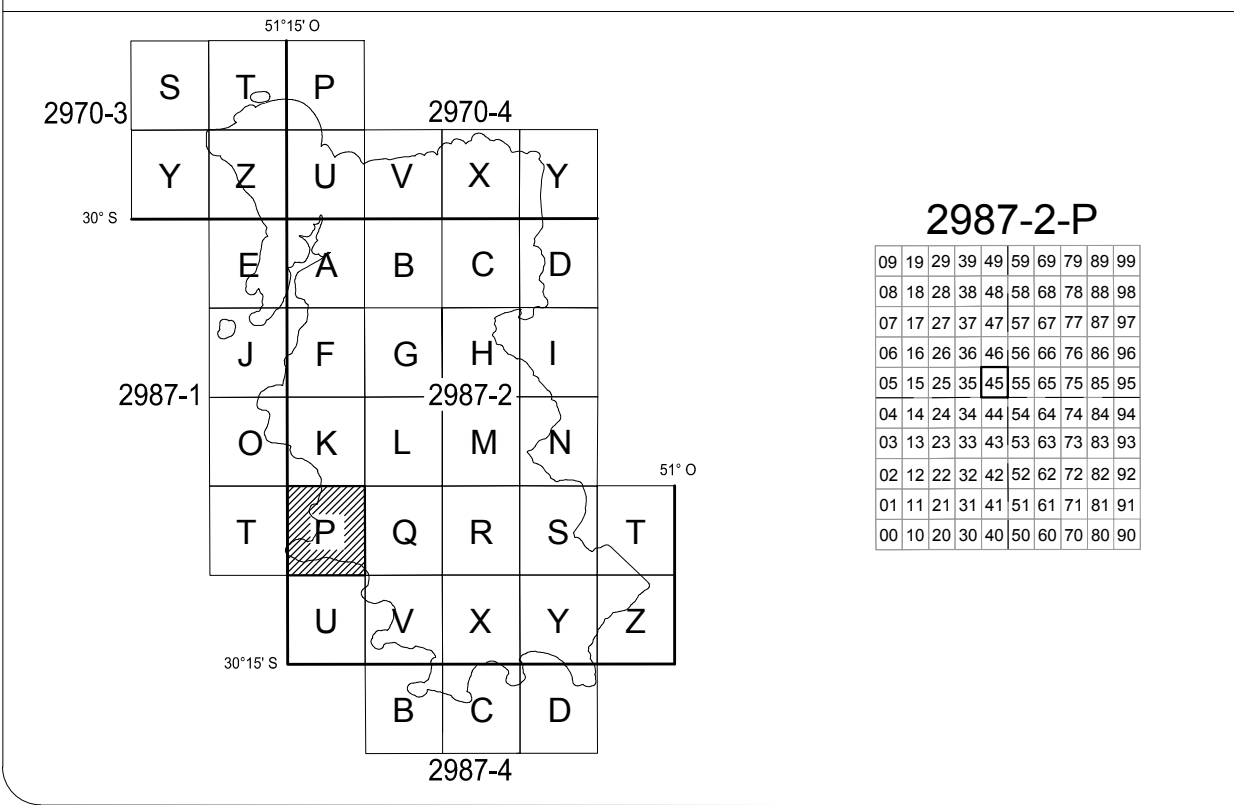 51°15' O
S T P
2970-3 2970-4
Y Z U V X Y
30° S
E A B C D
J F G H I
2987-1 2987-2
O K L M N
51° O
T P Q R S T
U V X Y Z
30°15' S
B C D
2987-4
2987-2-P
09 19 29 39 49 59 69 79 89 99
08 18 28 38 48 58 68 78 88 98
07 17 27 37 47 57 67 77 87 97
06 16 26 36 46 56 66 76 86 96
05 15 25 35 45 55 65 75 85 95
04 14 24 34 44 54 64 74 84 94
03 13 23 33 43 53 63 73 83 93
02 12 22 32 42 52 62 72 82 92
01 11 21 31 41 51 61 71 81 91
00 10 20 30 40 50 60 70 80 90